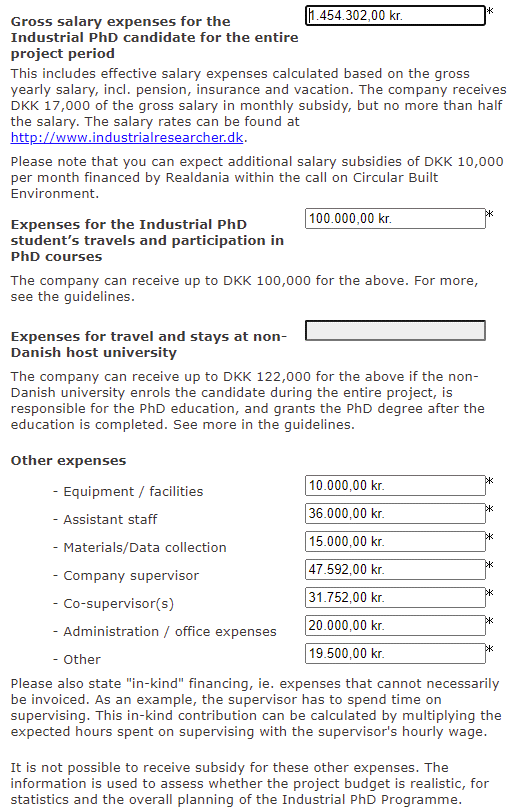 Gross salary expenses for the 1.454.302,00 kr. *
Industrial PhD candidate for the entire
project period
This includes effective salary expenses calculated based on the gross
yearly salary, incl. pension, insurance and vacation. The company receives
DKK 17,000 of the gross salary in monthly subsidy, but no more than half
the salary. The salary rates can be found at
http://www.industrialresearcher.dk.
Please note that you can expect additional salary subsidies of DKK 10,000
per month financed by Realdania within the call on Circular Built
Environment.
Expenses for the Industrial PhD 100.000,00 kr. *
student’s travels and participation in
PhD courses
The company can receive up to DKK 100,000 for the above. For more,
see the guidelines.
Expenses for travel and stays at non-
Danish host university
The company can receive up to DKK 122,000 for the above if the non-
Danish university enrols the candidate during the entire project, is
responsible for the PhD education, and grants the PhD degree after the
education is completed. See more in the guidelines.
Other expenses
- Equipment / facilities 10.000,00 kr. *
- Assistant staff 36.000,00 kr. *
- Materials/Data collection 15.000,00 kr. *
- Company supervisor 47.592,00 kr. *
- Co-supervisor(s) 31.752,00 kr. *
- Administration / office expenses 20.000,00 kr. *
- Other 19.500,00 kr. *
Please also state "in-kind" financing, ie. expenses that cannot necessarily
be invoiced. As an example, the supervisor has to spend time on
supervising. This in-kind contribution can be calculated by multiplying the
expected hours spent on supervising with the supervisor's hourly wage.
It is not possible to receive subsidy for these other expenses. The
information is used to assess whether the project budget is realistic, for
statistics and the overall planning of the Industrial PhD Programme.